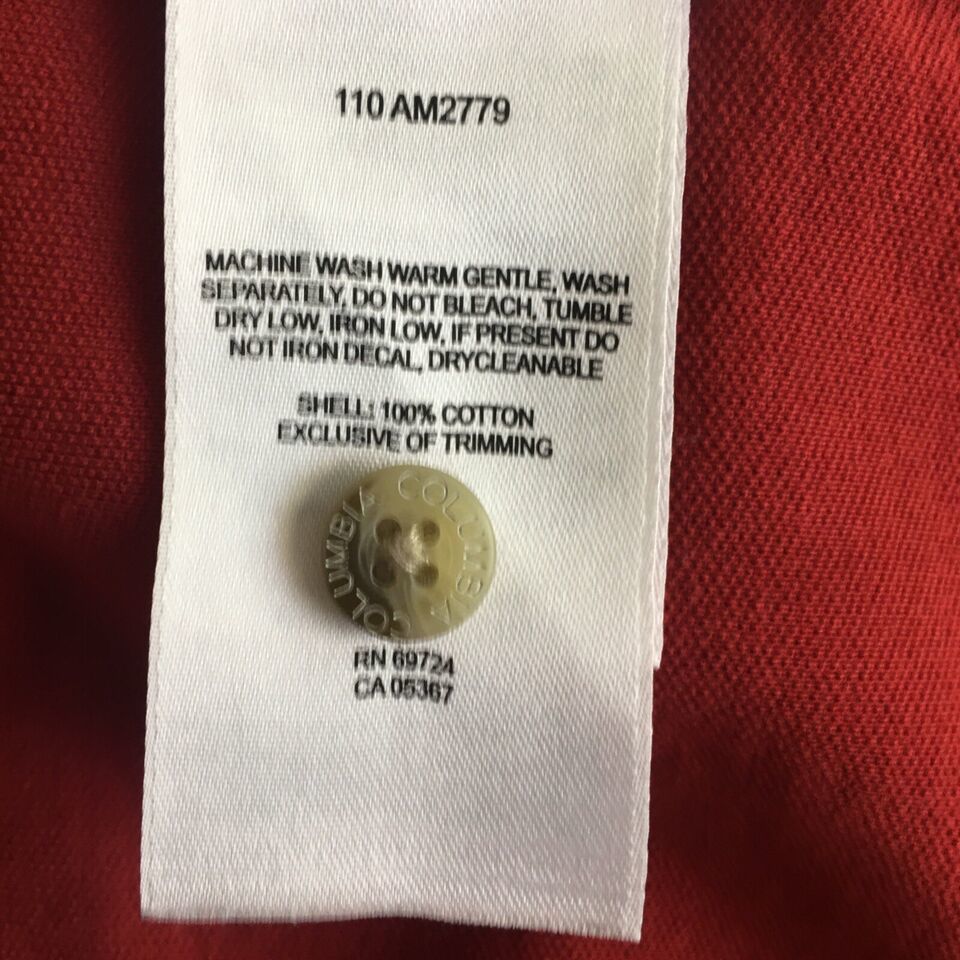 110 AM2779
MACHINE WASH WARM GENTLE, WASH
SEPARATELY, DO NOT BLEACH, TUMBLE
DRY LOW, IRON LOW, IF PRESENT DO
NOT IRON DECAL, DRYCLEANABLE
SHELL: 100% COTTON
EXCLUSIVE OF TRIMMING
COLUMBIA COLUMBIA
RN 69724
CA 05367